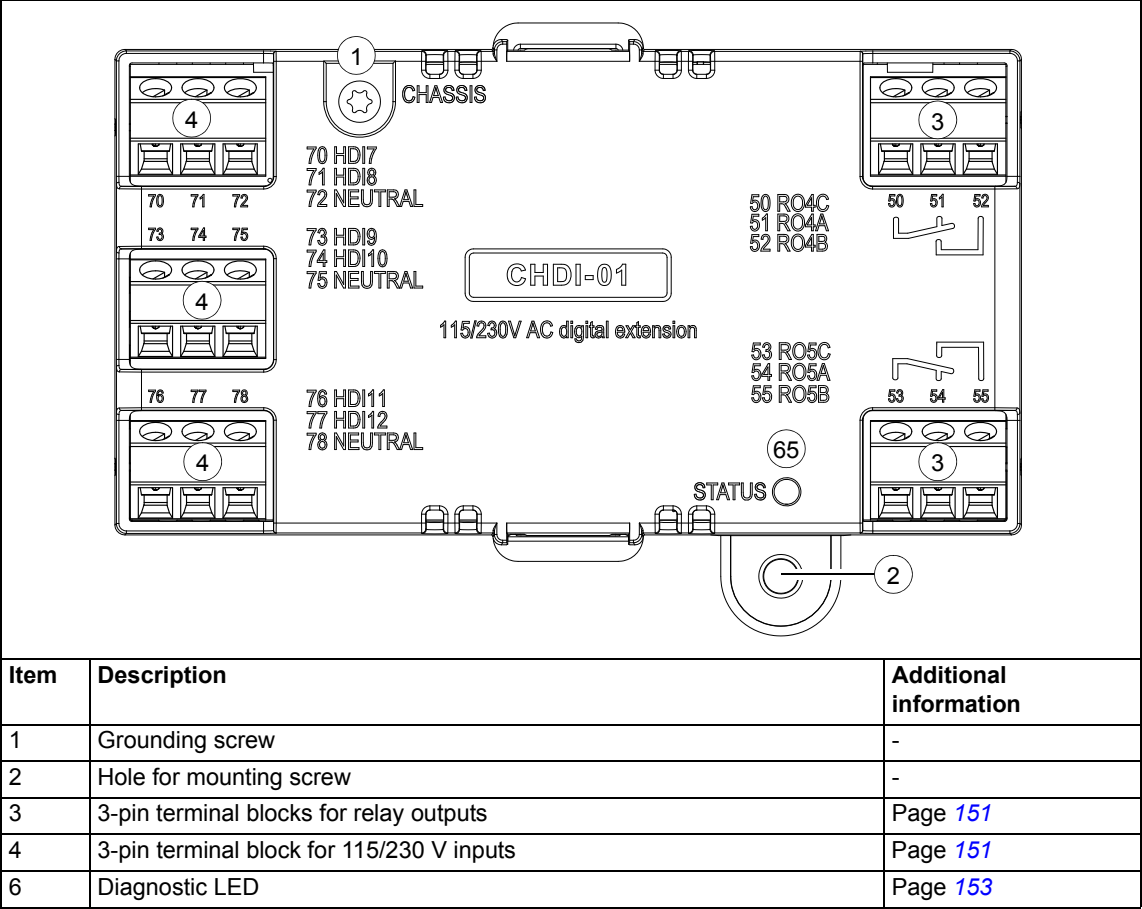 1
CHASSIS
4
3
70 HDI7
71 HDI8
72 NEUTRAL
70 71 72
73 74 75
73 HDI9
74 HDI10
75 NEUTRAL
4
50 RO4C
51 RO4A
52 RO4B
50 51 52
CHDI-01
115/230V AC digital extension
53 RO5C
54 RO5A
55 RO5B
53 54 55
76 77 78
76 HDI11
77 HDI12
78 NEUTRAL
4
65
3
STATUS
2
Item Description Additional information
1 Grounding screw -
2 Hole for mounting screw -
3 3-pin terminal blocks for relay outputs Page 151
4 3-pin terminal block for 115/230 V inputs Page 151
6 Diagnostic LED Page 153